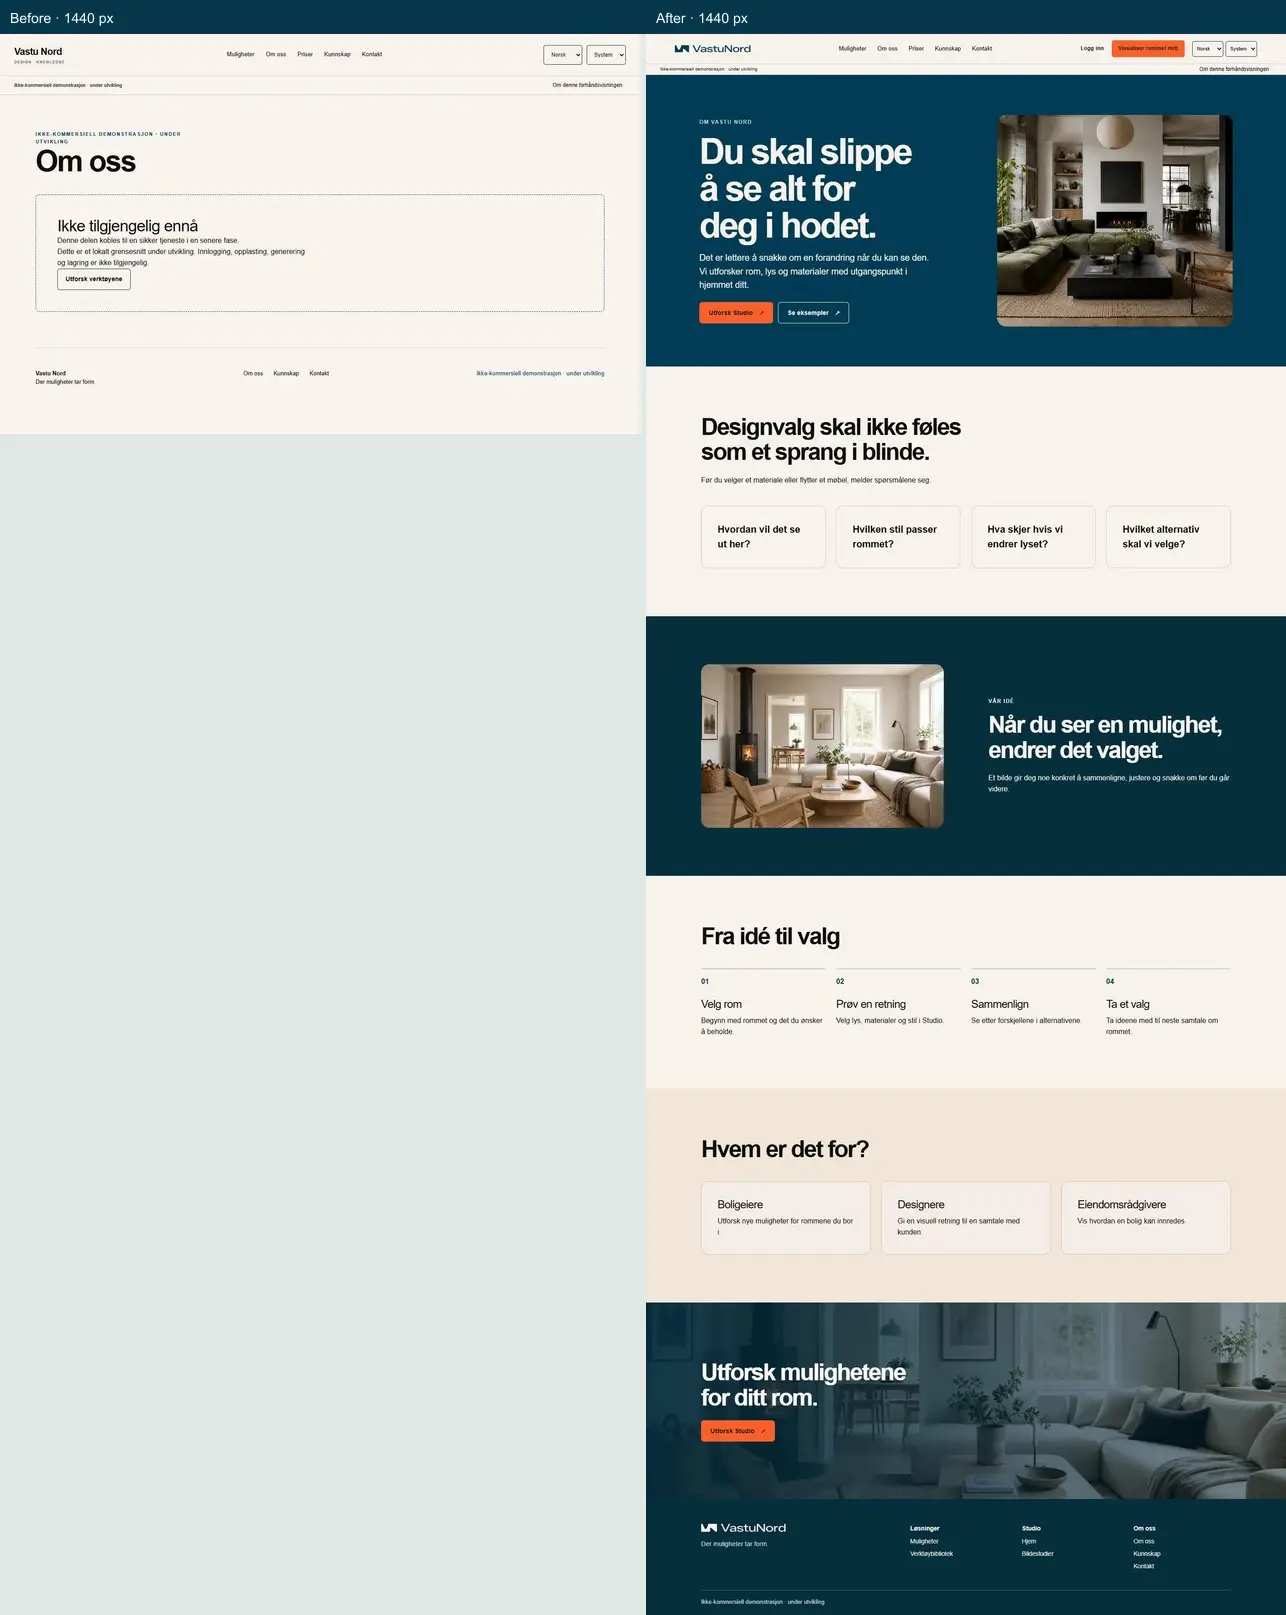 Before · 1440 px
Vastu Nord
DESIGN · KNOWLEDGE
Muligheter Om oss Priser Kunnskap Kontakt
Norsk System
Ikke-kommersiell demonstrasjon · under utvikling
Om denne forhåndsvisningen
IKKE-KOMMERSIELL DEMONSTRASJON · UNDER
UTVIKLING
Om oss
Ikke tilgjengelig ennå
Denne delen kobles til en sikker tjeneste i en senere fase.
Dette er et lokalt grensesnitt under utvikling. Innlogging, opplasting, generering
og lagring er ikke tilgjengelig.
Utforsk verktøyene
Vastu Nord
Der muligheter tar form.
Om oss Kunnskap Kontakt
Ikke-kommersiell demonstrasjon · under utvikling
After · 1440 px
VastuNord
Muligheter Om oss Priser Kunnskap Kontakt
Logg inn
Visualiser rommet mitt
Norsk System
Ikke-kommersiell demonstrasjon · under utvikling
Om denne forhåndsvisningen
OM VASTU NORD
Du skal slippe
å se alt for
deg i hodet.
Det er lettere å snakke om en forandring når du kan se den.
Vi utforsker rom, lys og materialer med utgangspunkt i
hjemmet ditt.
Utforsk Studio ↗
Se eksempler ↗
Designvalg skal ikke føles
som et sprang i blinde.
Før du velger et materiale eller flytter et møbel, melder spørsmålene seg.
Hvordan vil det se
ut her?
Hvilken stil passer
rommet?
Hva skjer hvis vi
endrer lyset?
Hvilket alternativ
skal vi velge?
VÅR IDÉ
Når du ser en mulighet,
endrer det valget.
Et bilde gir deg noe konkret å sammenligne, justere og snakke om før du går
videre.
Fra idé til valg
01
Velg rom
Begynn med rommet og det du ønsker
å beholde.
02
Prøv en retning
Velg lys, materialer og stil i Studio.
03
Sammenlign
Se etter forskjellene i alternativene.
04
Ta et valg
Ta ideene med til neste samtale om
rommet.
Hvem er det for?
Boligeiere
Utforsk nye muligheter for rommene du bor
i.
Designere
Gi en visuell retning til en samtale med
kunden.
Eiendomsrådgivere
Vis hvordan en bolig kan innredes.
Utforsk mulighetene
for ditt rom.
Utforsk Studio ↗
VastuNord
Der muligheter tar form.
Løsninger
Muligheter
Verktøybibliotek
Studio
Hjem
Bildestudier
Om oss
Om oss
Kunnskap
Kontakt
Ikke-kommersiell demonstrasjon · under utvikling